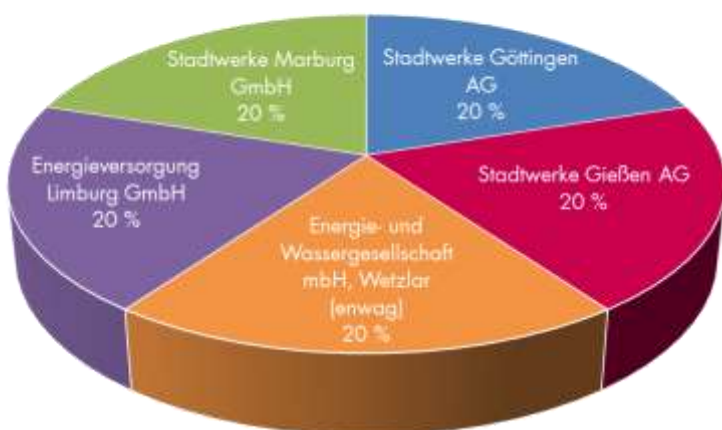 Stadtwerke Marburg
GmbH
20 %
Stadtwerke Göttingen
AG
20 %
Energieversorgung
Limburg GmbH
20 %
Stadtwerke Gießen AG
20 %
Energie- und
Wassergesellschaft
mbH, Wetzlar
(enwag)
20 %